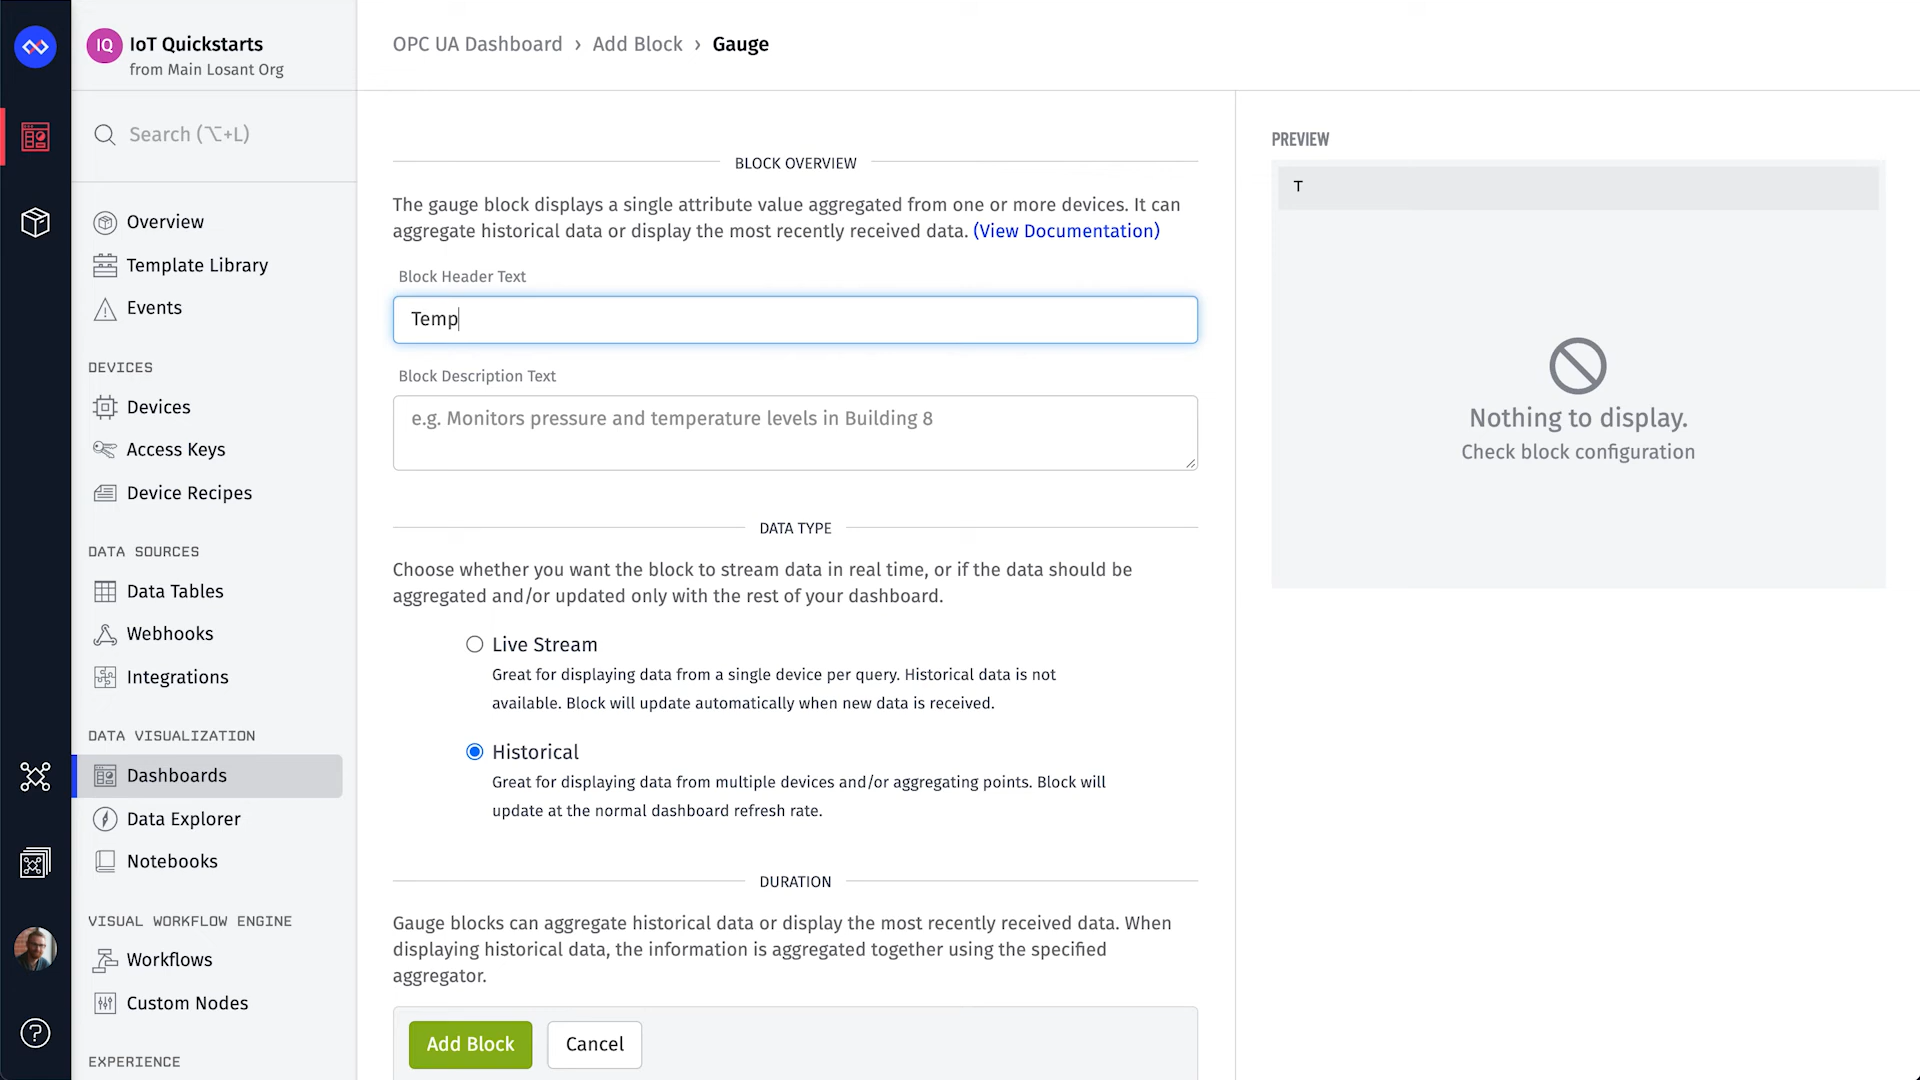 IQ
IoT Quickstarts
from Main Losant Org
Search (⌥+L)
Overview
Template Library
Events
DEVICES
Devices
Access Keys
Device Recipes
DATA SOURCES
Data Tables
Webhooks
Integrations
DATA VISUALIZATION
Dashboards
Data Explorer
Notebooks
VISUAL WORKFLOW ENGINE
Workflows
Custom Nodes
EXPERIENCE
OPC UA Dashboard › Add Block › Gauge
BLOCK OVERVIEW
The gauge block displays a single attribute value aggregated from one or more devices. It can
aggregate historical data or display the most recently received data. (View Documentation)
Block Header Text
Temp
Block Description Text
e.g. Monitors pressure and temperature levels in Building 8
DATA TYPE
Choose whether you want the block to stream data in real time, or if the data should be
aggregated and/or updated only with the rest of your dashboard.
Live Stream
Great for displaying data from a single device per query. Historical data is not
available. Block will update automatically when new data is received.
Historical
Great for displaying data from multiple devices and/or aggregating points. Block will
update at the normal dashboard refresh rate.
DURATION
Gauge blocks can aggregate historical data or display the most recently received data. When
displaying historical data, the information is aggregated together using the specified
aggregator.
Add Block
Cancel
PREVIEW
T
Nothing to display.
Check block configuration